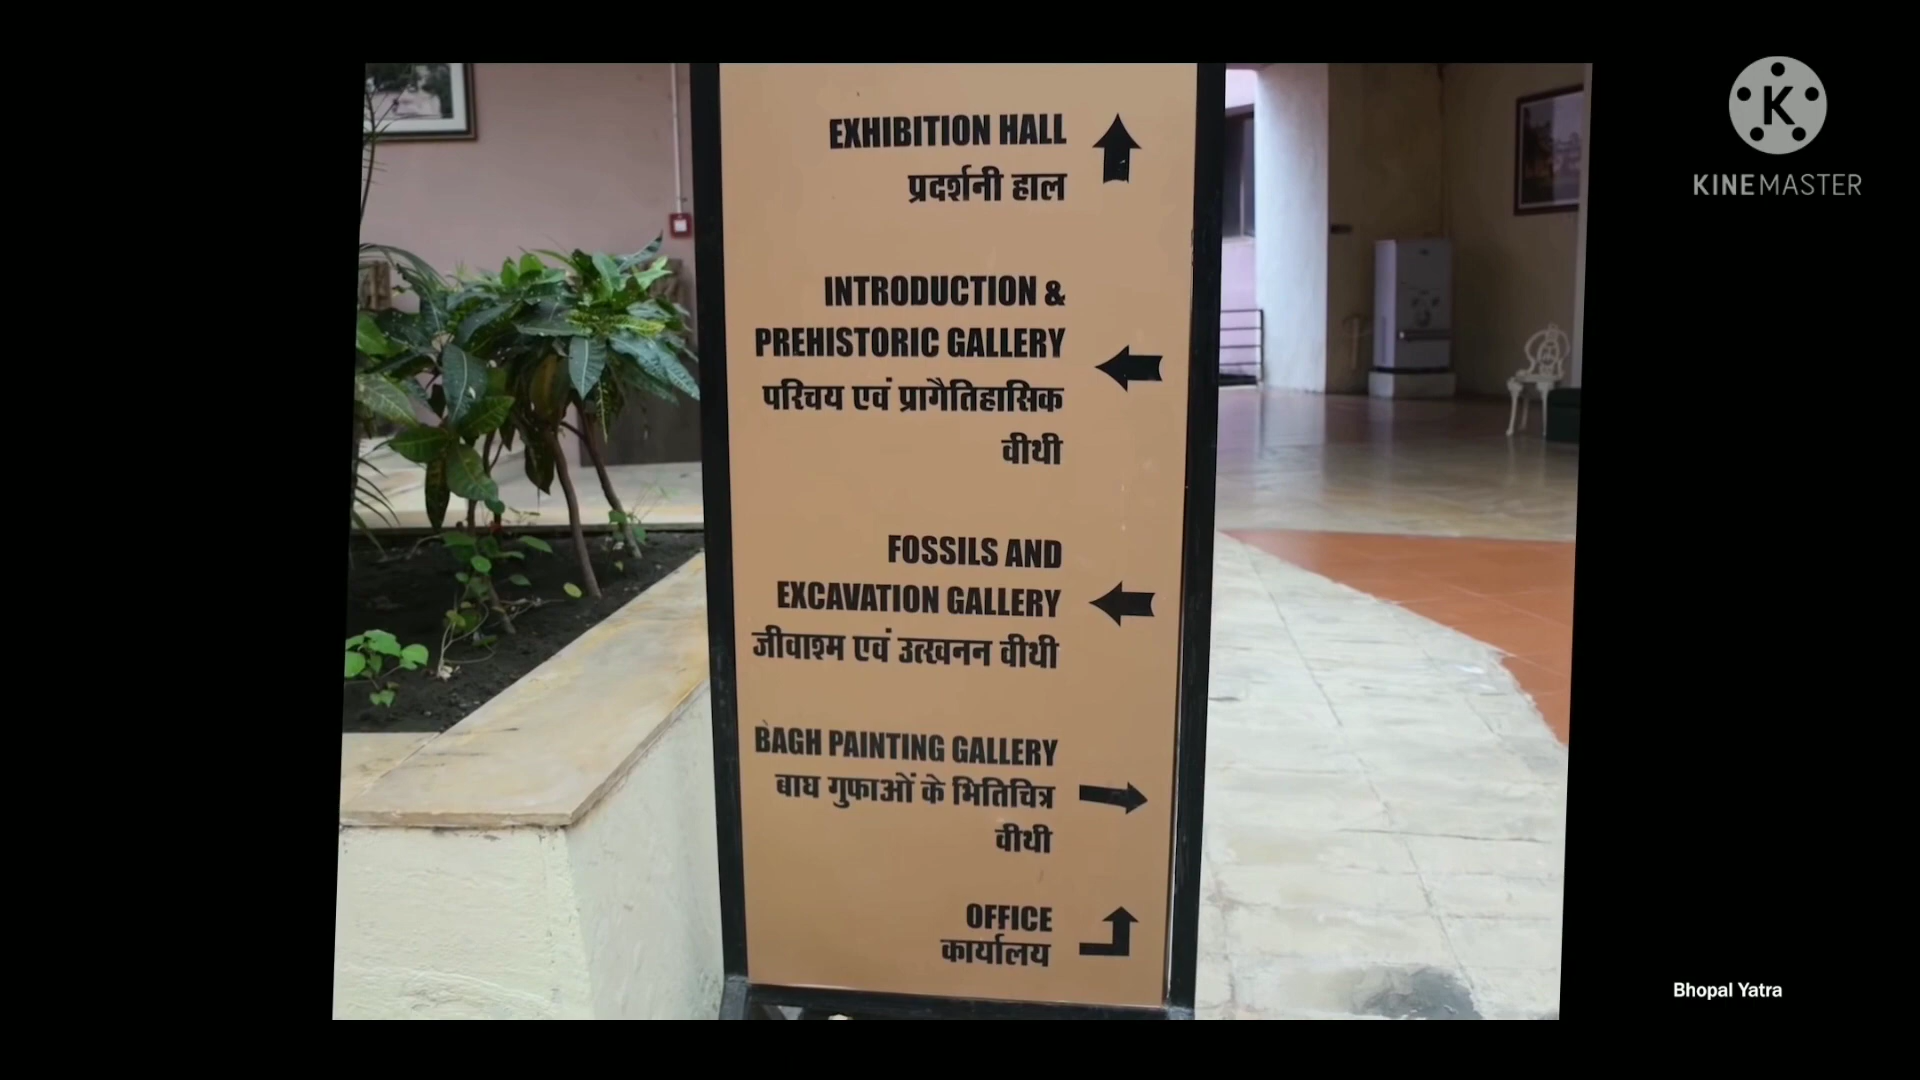 EXHIBITION HALL
प्रदर्शनी हाल
INTRODUCTION &
PREHISTORIC GALLERY
परिचय एवं प्रागैतिहासिक
वीथी
FOSSILS AND
EXCAVATION GALLERY
जीवाश्म एवं उत्खनन वीथी
BAGH PAINTING GALLERY
बाघ गुफाओं के भितिचित्र
वीथी
OFFICE
कार्यालय
K
KINEMASTER
Bhopal Yatra